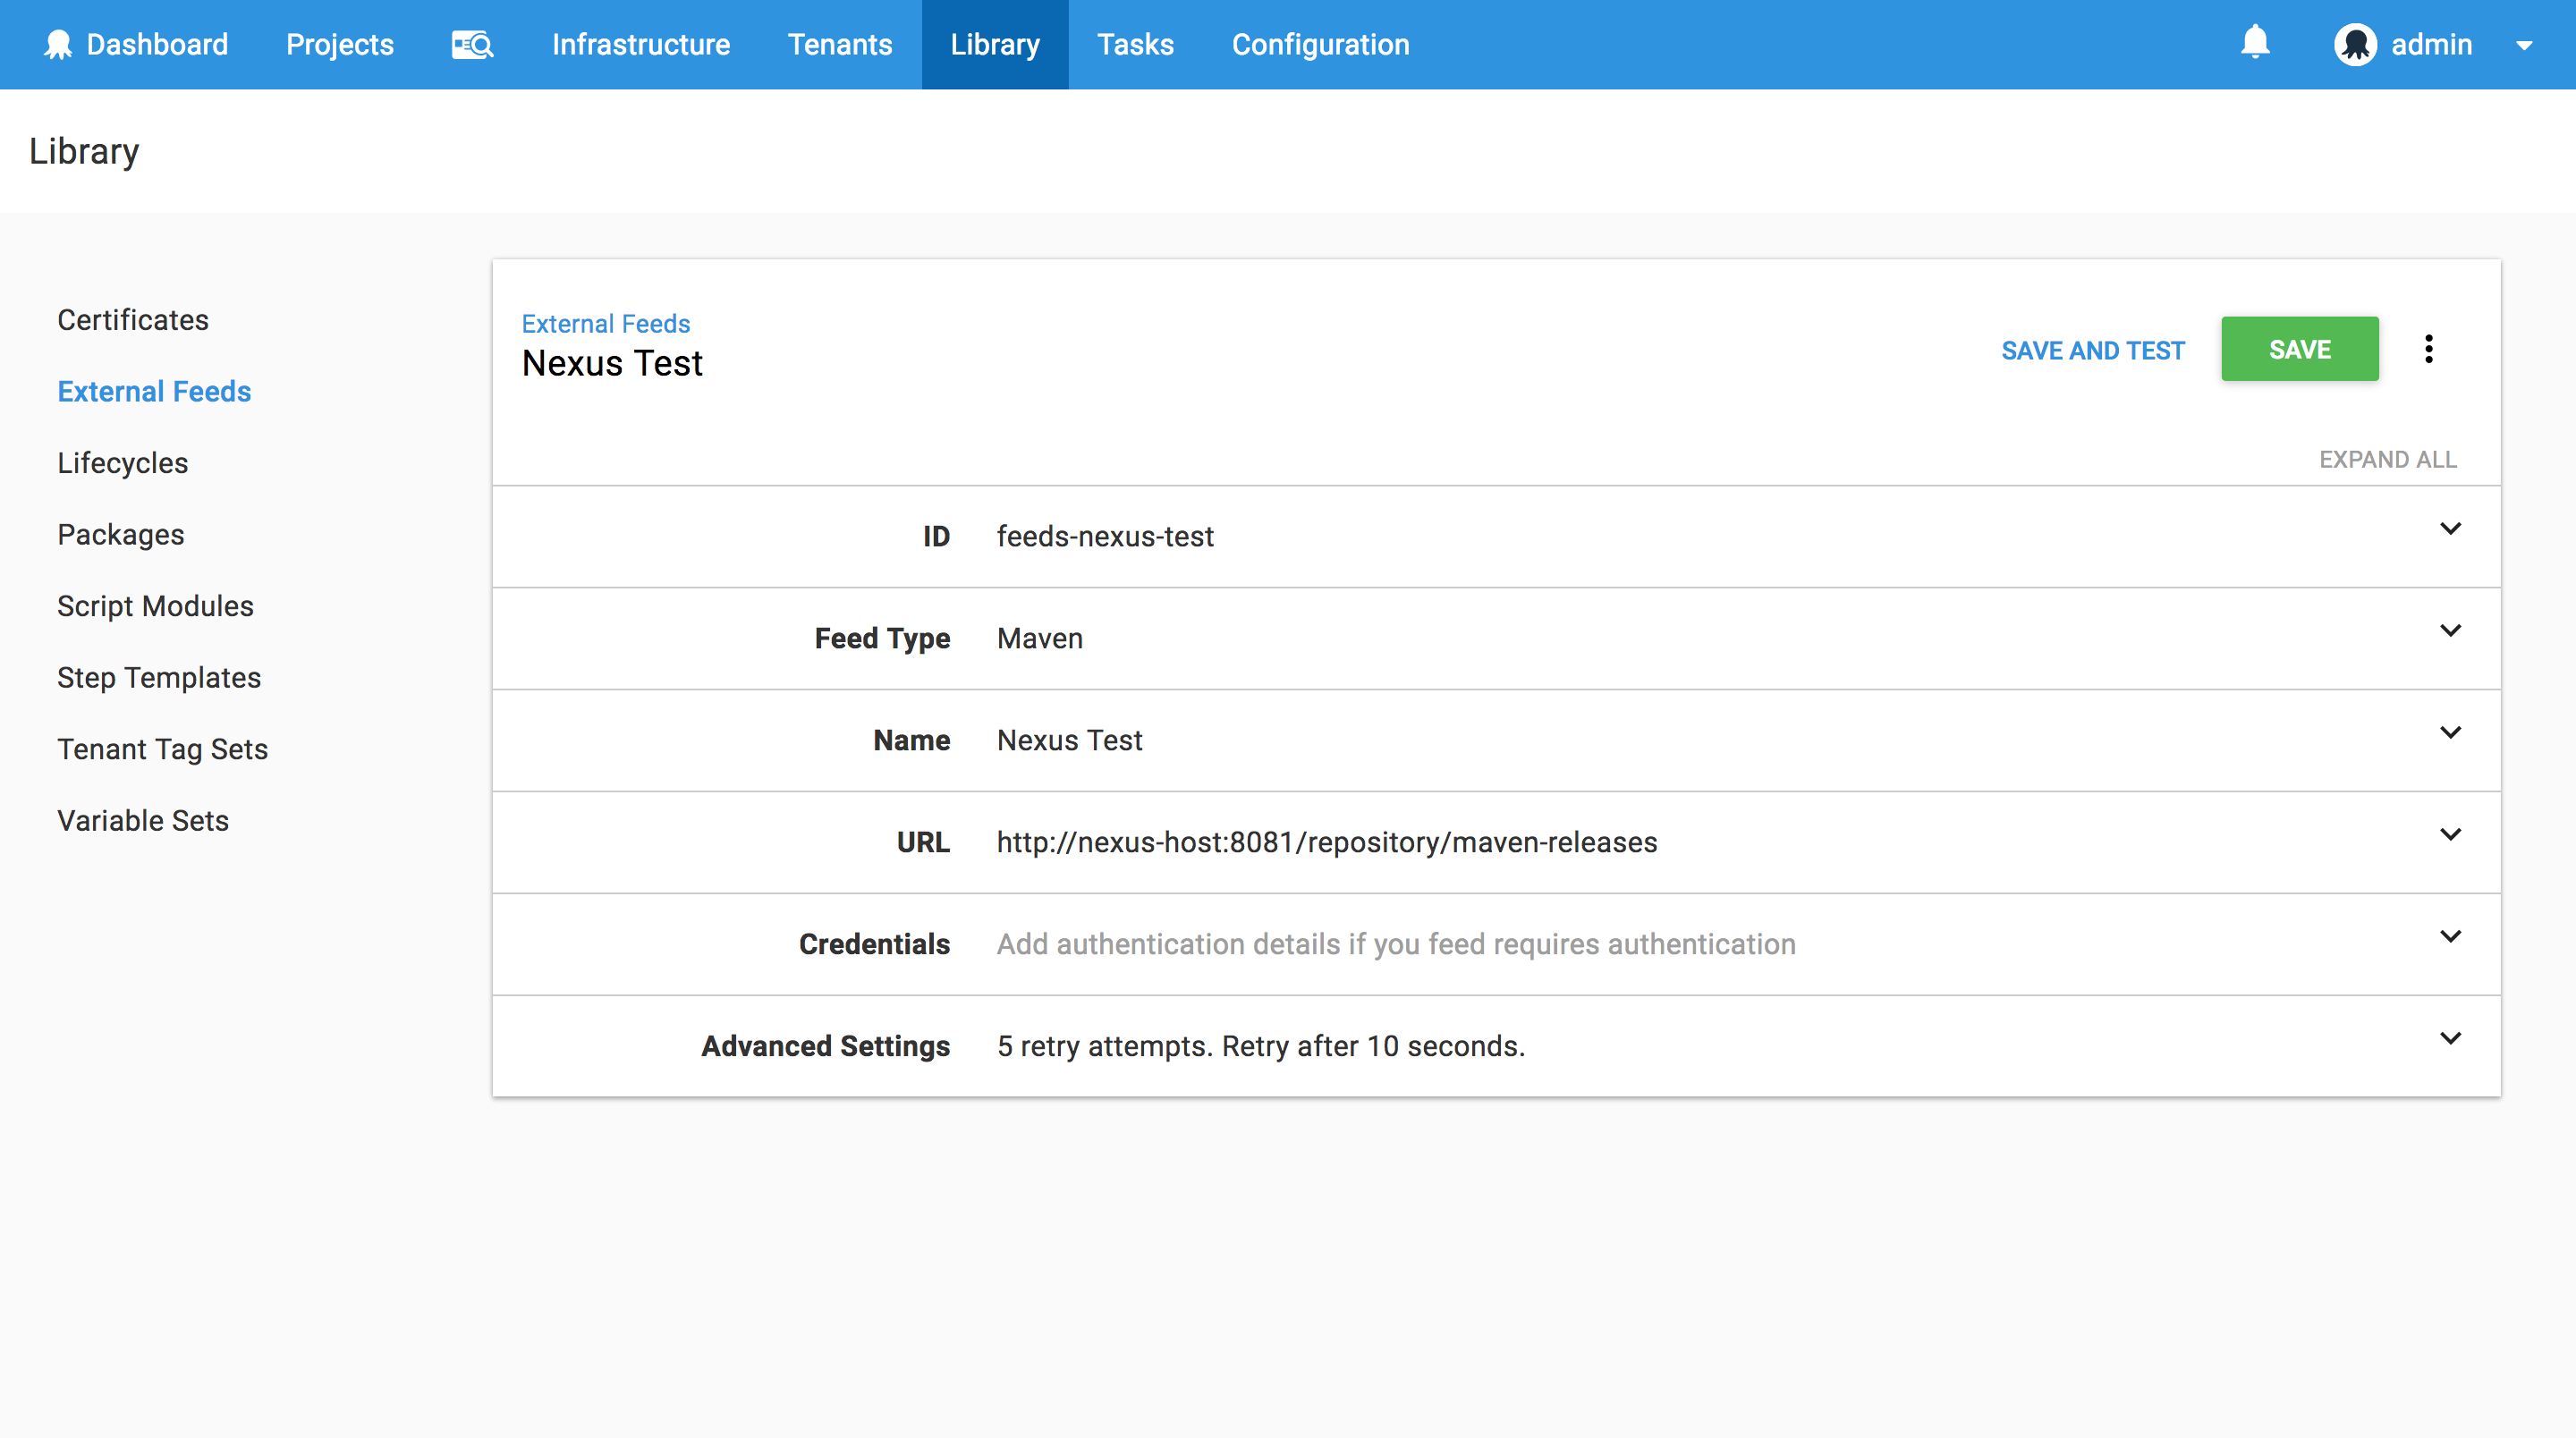 Dashboard Projects Infrastructure Tenants Library Tasks Configuration admin
Library
Certificates
External Feeds
Lifecycles
Packages
Script Modules
Step Templates
Tenant Tag Sets
Variable Sets
External Feeds
Nexus Test
SAVE AND TEST SAVE
EXPAND ALL
ID feeds-nexus-test
Feed Type Maven
Name Nexus Test
URL http://nexus-host:8081/repository/maven-releases
Credentials Add authentication details if you feed requires authentication
Advanced Settings 5 retry attempts. Retry after 10 seconds.